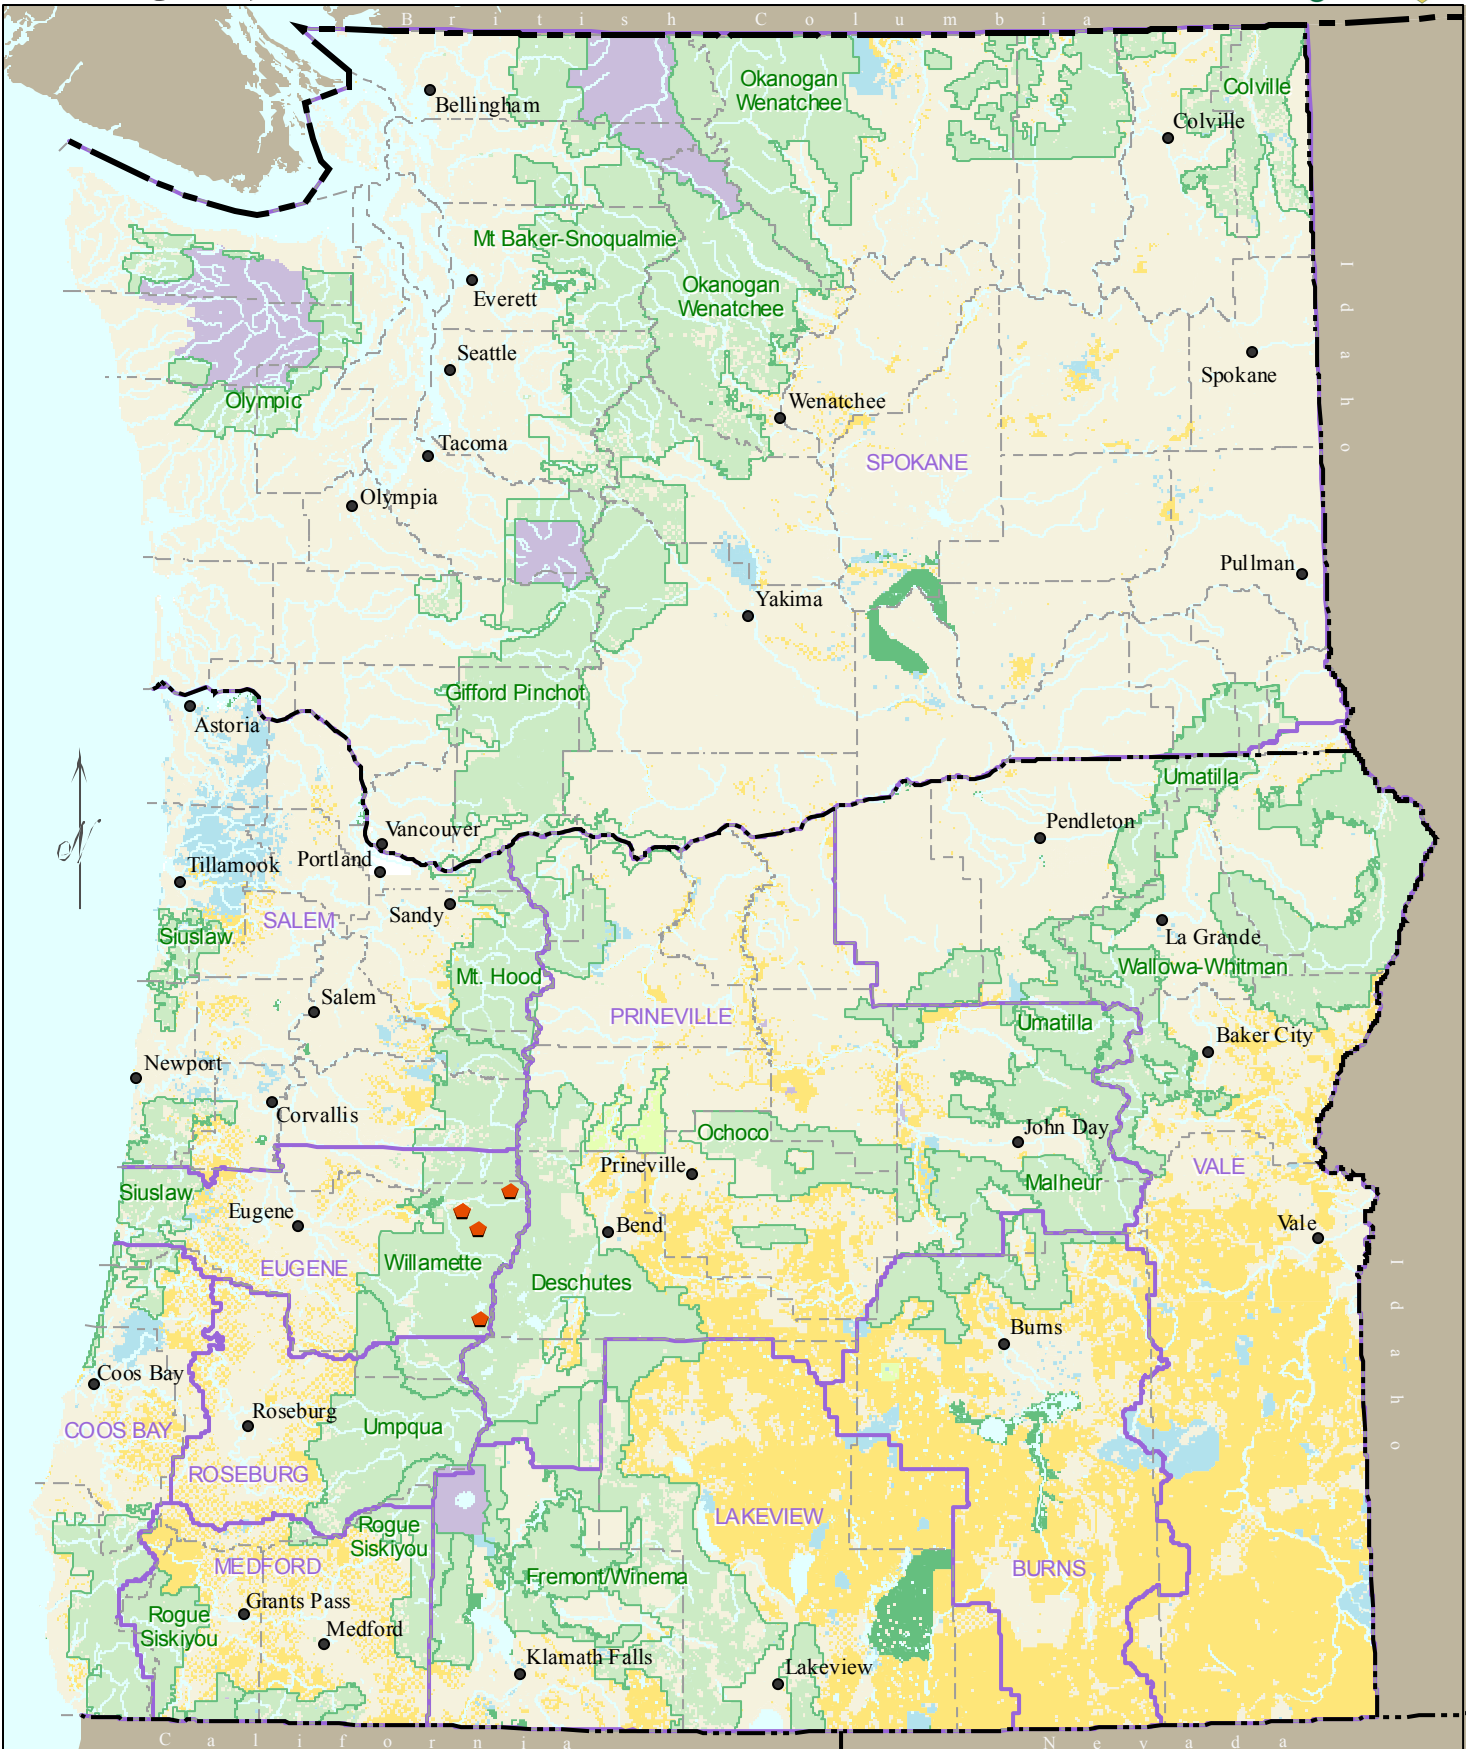 British Columbia
Okanogan
Wenatchee
Colville
Bellingham
Colville
Mt Baker-Snoqualmie
Okanogan
Wenatchee
Idaho
Everett
Seattle
Spokane
Olympic
Wenatchee
Tacoma
SPOKANE
Olympia
Pullman
Yakima
Gifford Pinchot
Astoria
Umatilla
Vancouver
Pendleton
Portland
Tillamook
N
Sandy
SALEM
Siuslaw
La Grande
Wallowa-Whitman
Mt. Hood
Salem
PRINEVILLE
Umatilla
Baker City
Newport
Corvallis
John Day
Ochoco
Prineville
VALE
Malheur
Siuslaw
Eugene
Bend
Vale
Willamette
EUGENE
Deschutes
Idaho
Burns
Coos Bay
Roseburg
Umpqua
COOS BAY
ROSEBURG
LAKEVIEW
Rogue
Siskiyou
MEDFORD
BURNS
Fremont/Winema
Grants Pass
Rogue
Siskiyou
Medford
Klamath Falls
Lakeview
California
Nevada